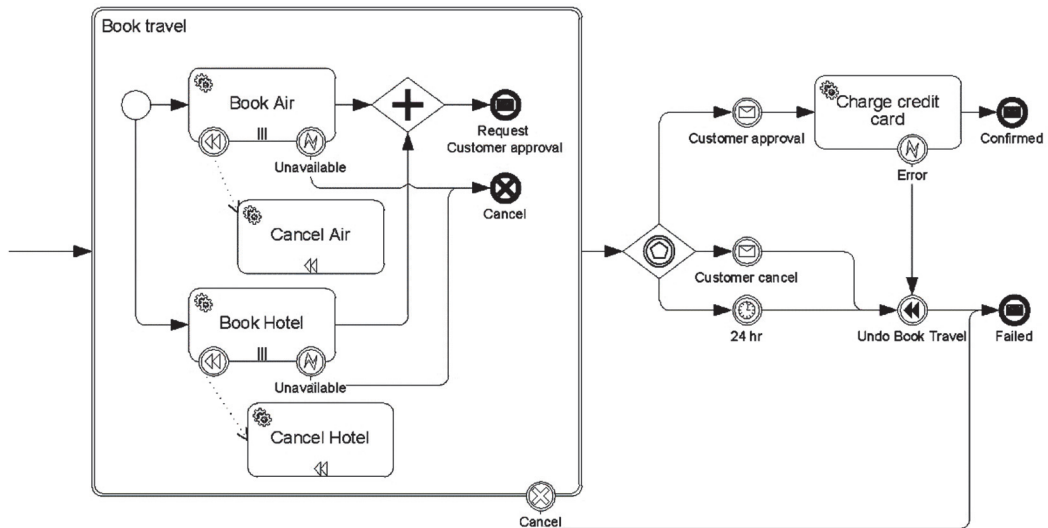 Book travel
Book Air
Unavailable
Request
Customer approval
Cancel
Cancel Air
Book Hotel
Unavailable
Cancel Hotel
Cancel
Customer approval
Charge credit
card
Error
Confirmed
Customer cancel
24 hr
Undo Book Travel
Failed